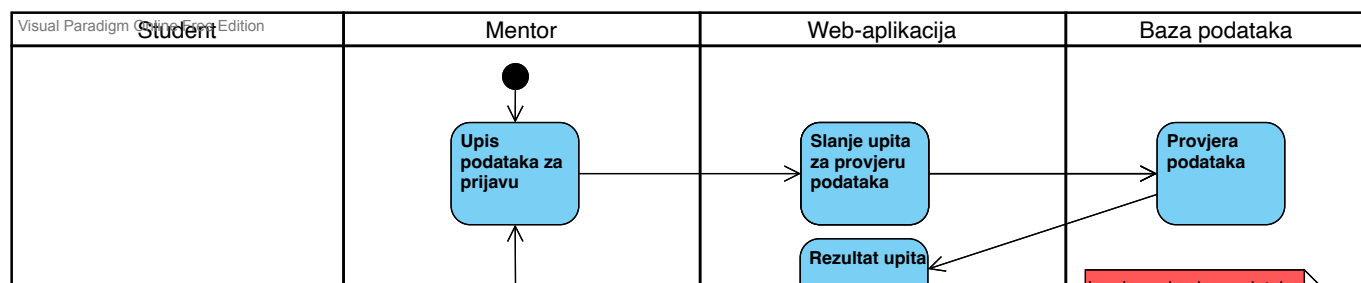 Visual Paradigm Online Free Edition
Student
Mentor
Web-aplikacija
Baza podataka
Upis
podataka za
prijavu
Slanje upita
za provjeru
podataka
Provjera
podataka
Rezultat upita